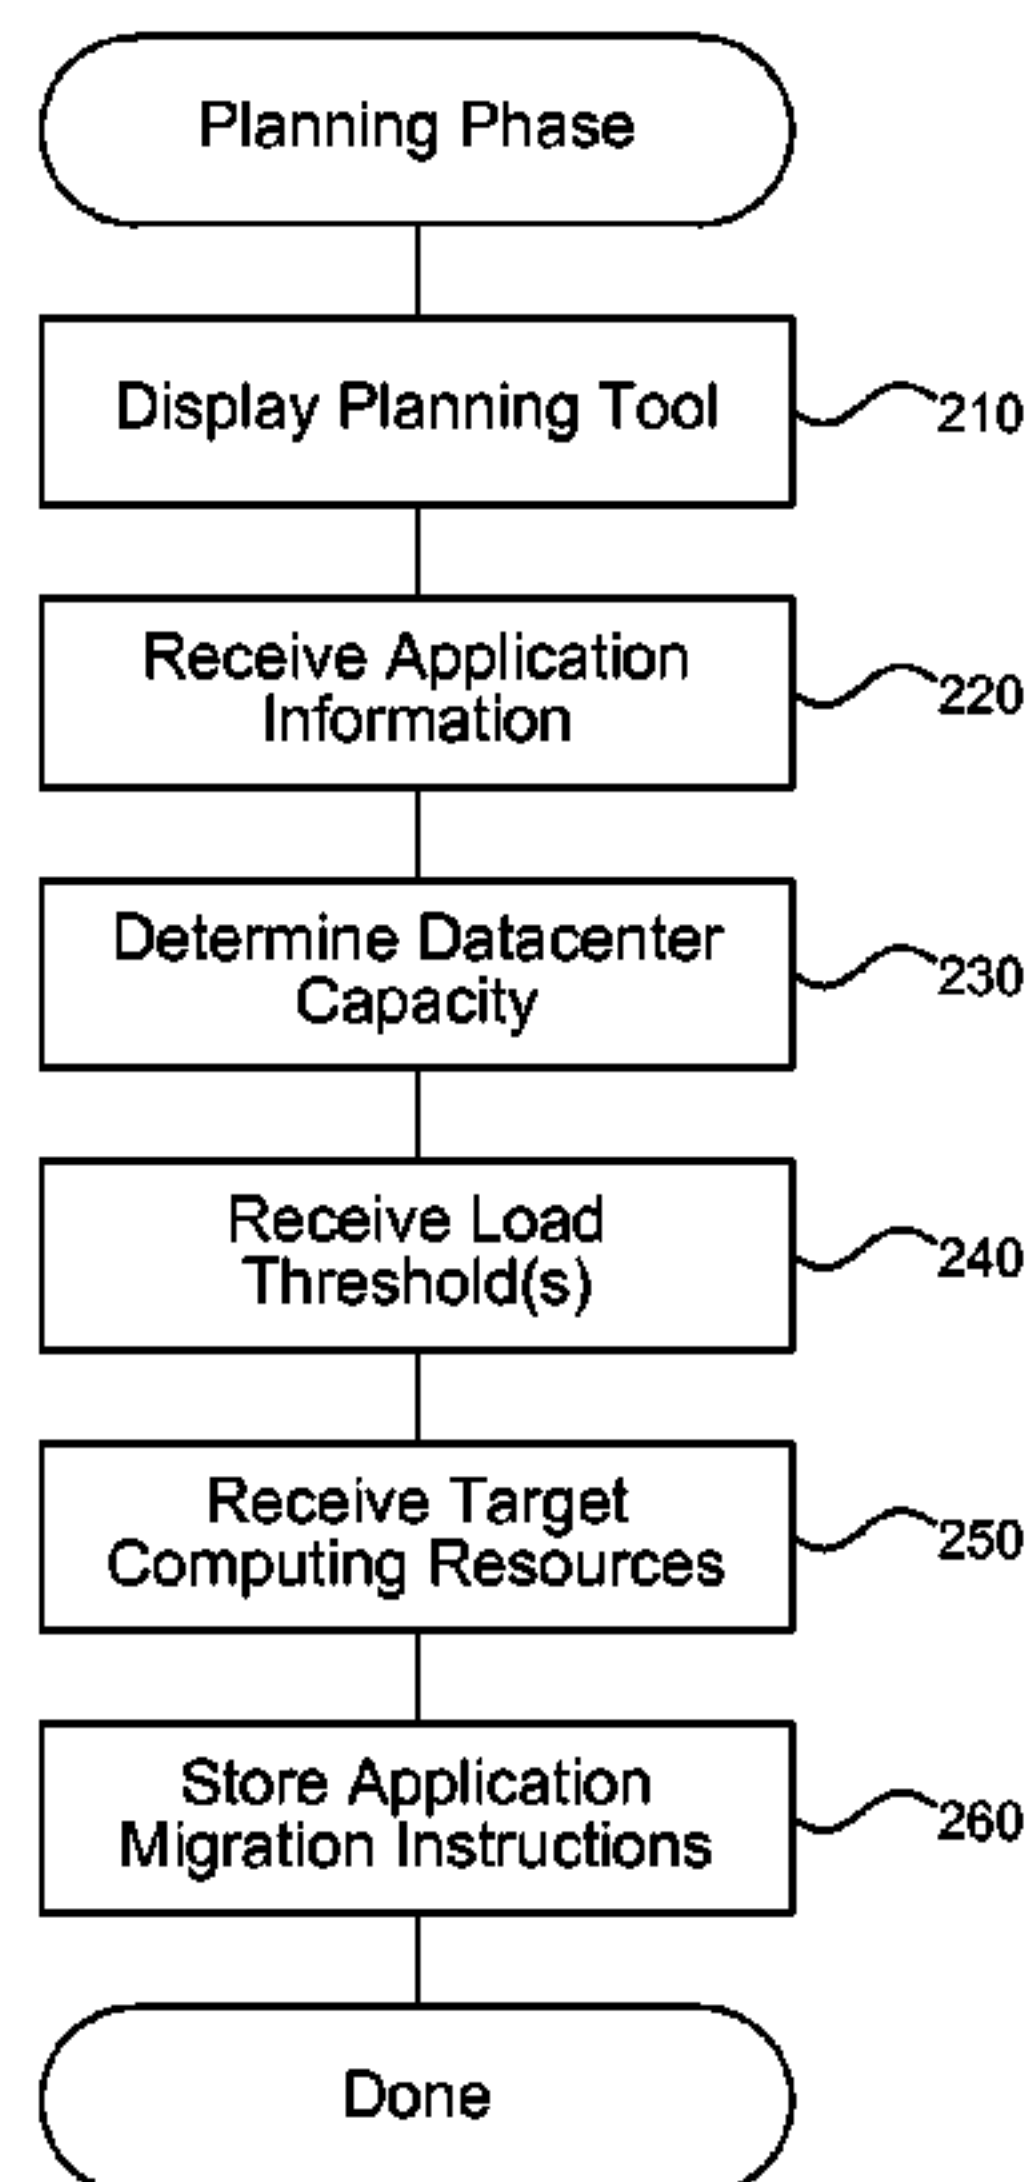 Planning Phase
Display Planning Tool
210
Receive Application
Information
220
Determine Datacenter
Capacity
230
Receive Load
Threshold(s)
240
Receive Target
Computing Resources
250
Store Application
Migration Instructions
260
Done